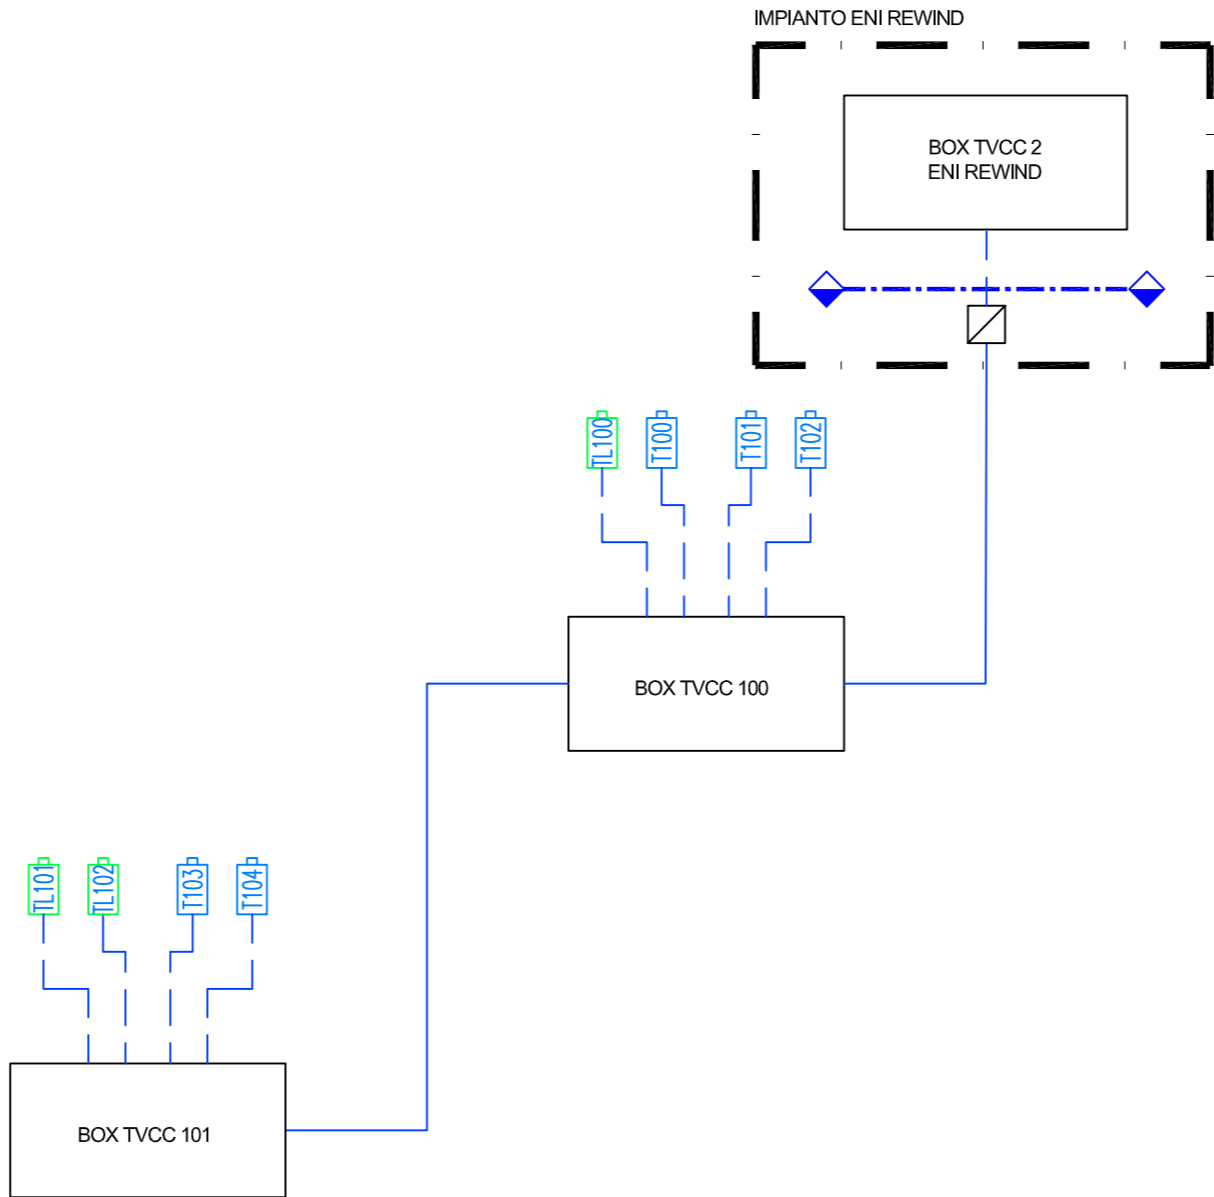 IMPIANTO ENI REWIND
BOX TVCC 2
ENI REWIND
TL100
T100
T101
T102
BOX TVCC 100
TL101
TL102
T103
T104
BOX TVCC 101